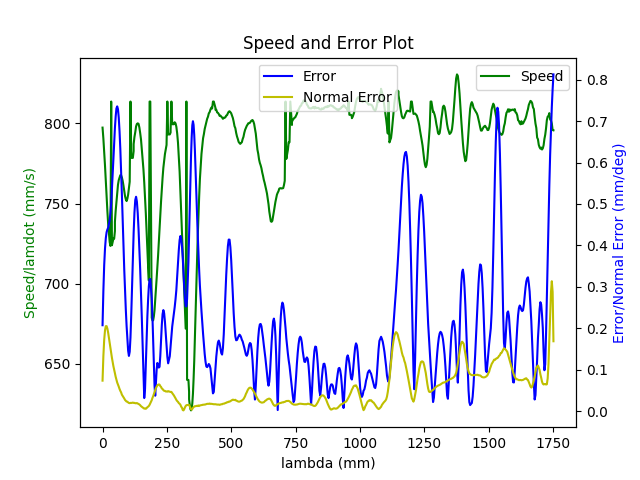 Speed and Error Plot
Error
Normal Error
Speed
800
750
700
650
0.8
0.7
0.6
0.5
0.4
0.3
0.2
0.1
0.0
Speed/lamdot (mm/s)
Error/Normal Error (mm/deg)
0 250 500 750 1000 1250 1500 1750
lambda (mm)